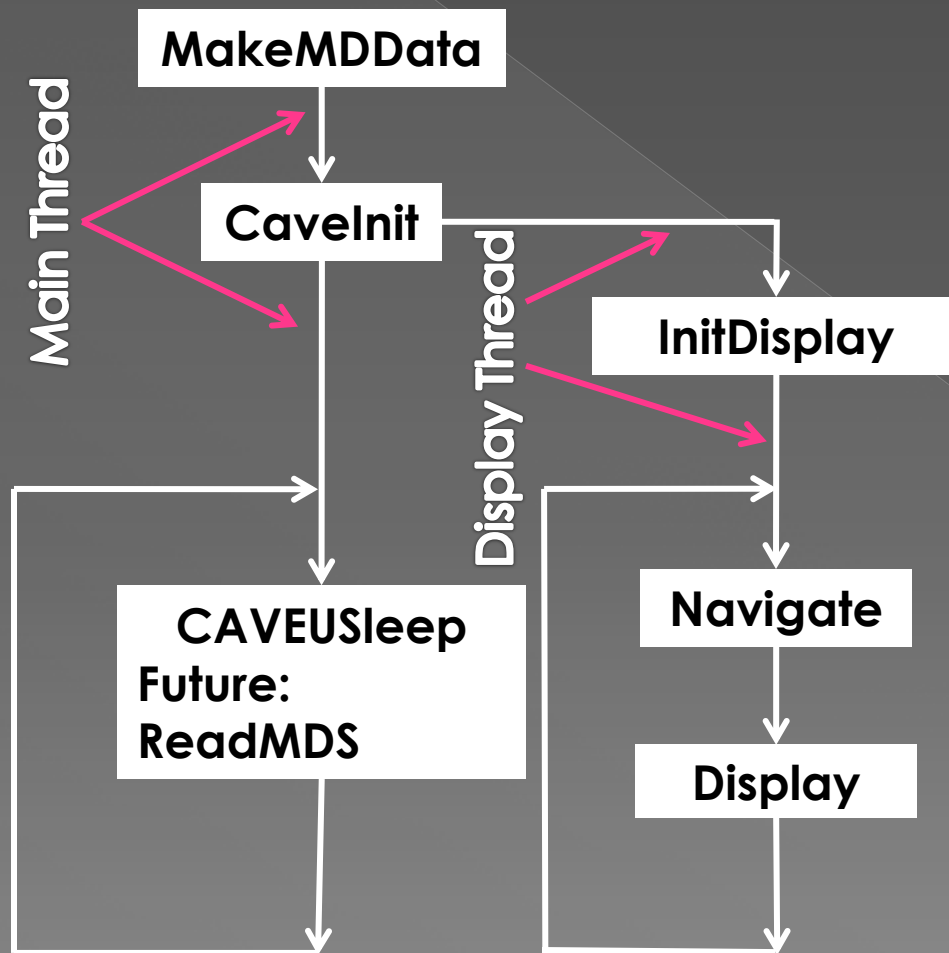 MakeMDData
Main Thread
CaveInit
Display Thread
InitDisplay
CAVEUSleep
Future:
ReadMDS
Navigate
Display